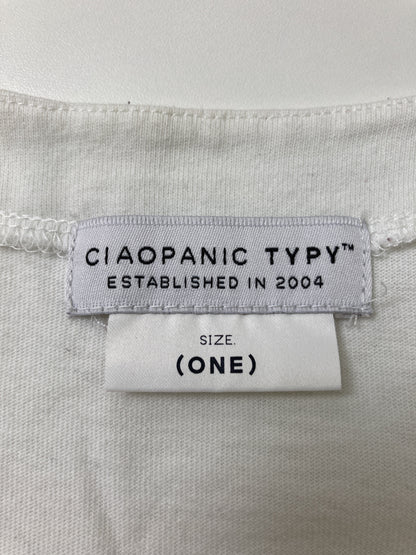 CIAOPANIC TYPY™
ESTABLISHED IN 2004
SIZE.
(ONE)